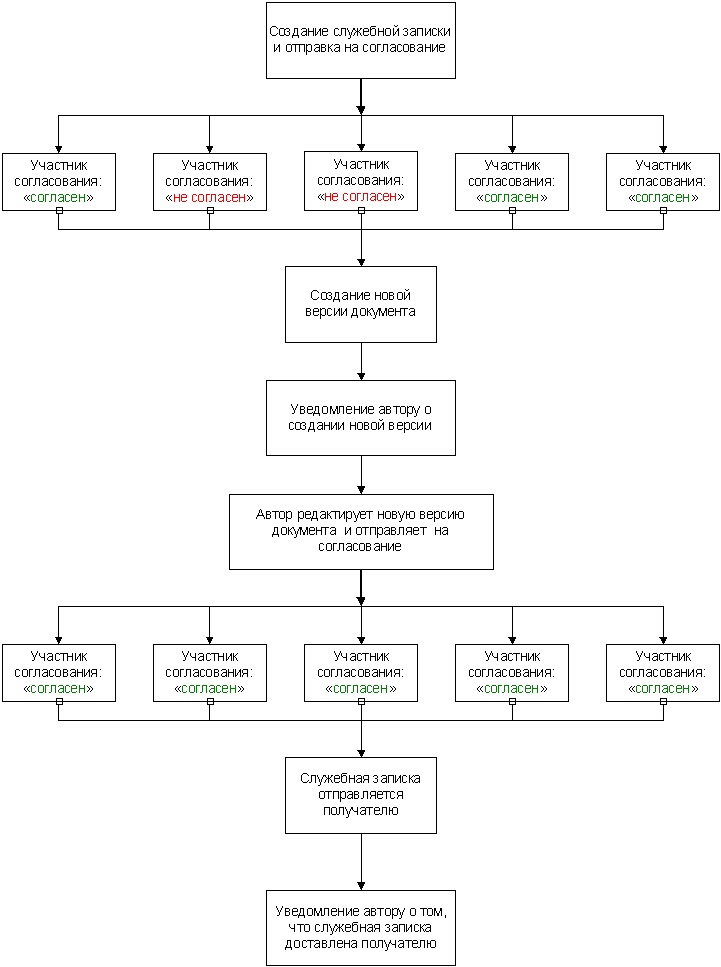 Создание служебной записки
и отправка на согласование
Участник
согласования:
«согласен»
Участник
согласования:
«не согласен»
Участник
согласования:
«не согласен»
Участник
согласования:
«согласен»
Участник
согласования:
«согласен»
Создание новой
версии документа
Уведомление автору о
создании новой версии
Автор редактирует новую версию
документа и отправляет на
согласование
Участник
согласования:
«согласен»
Участник
согласования:
«согласен»
Участник
согласования:
«согласен»
Участник
согласования:
«согласен»
Участник
согласования:
«согласен»
Служебная записка
отправляется
получателю
Уведомление автору о том,
что служебная записка
доставлена получателю